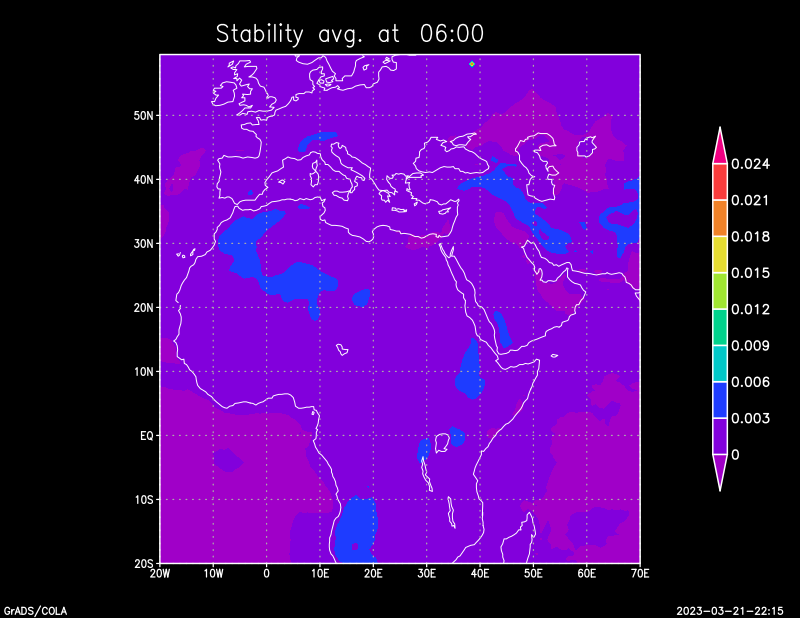 Stability avg. at 06:00
50N
40N
30N
20N
10N
EQ
10S
20S
20W 10W 0 10E 20E 30E 40E 50E 60E 70E
0.024
0.021
0.018
0.015
0.012
0.009
0.006
0.003
0
GrADS/COLA
2023-03-21-22:15